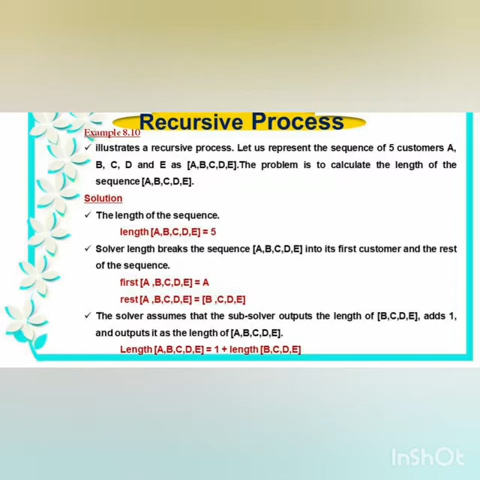 Recursive Process
Example 8.10
✓ illustrates a recursive process. Let us represent the sequence of 5 customers A,
B, C, D and E as [A,B,C,D,E].The problem is to calculate the length of the
sequence [A,B,C,D,E].
Solution
✓ The length of the sequence.
length [A,B,C,D,E] = 5
✓ Solver length breaks the sequence [A,B,C,D,E] into its first customer and the rest
of the sequence.
first [A ,B,C,D,E] = A
rest [A ,B,C,D,E] = [B ,C,D,E]
✓ The solver assumes that the sub-solver outputs the length of [B,C,D,E], adds 1,
and outputs it as the length of [A,B,C,D,E].
Length [A,B,C,D,E] = 1 + length [B,C,D,E]
InShOt